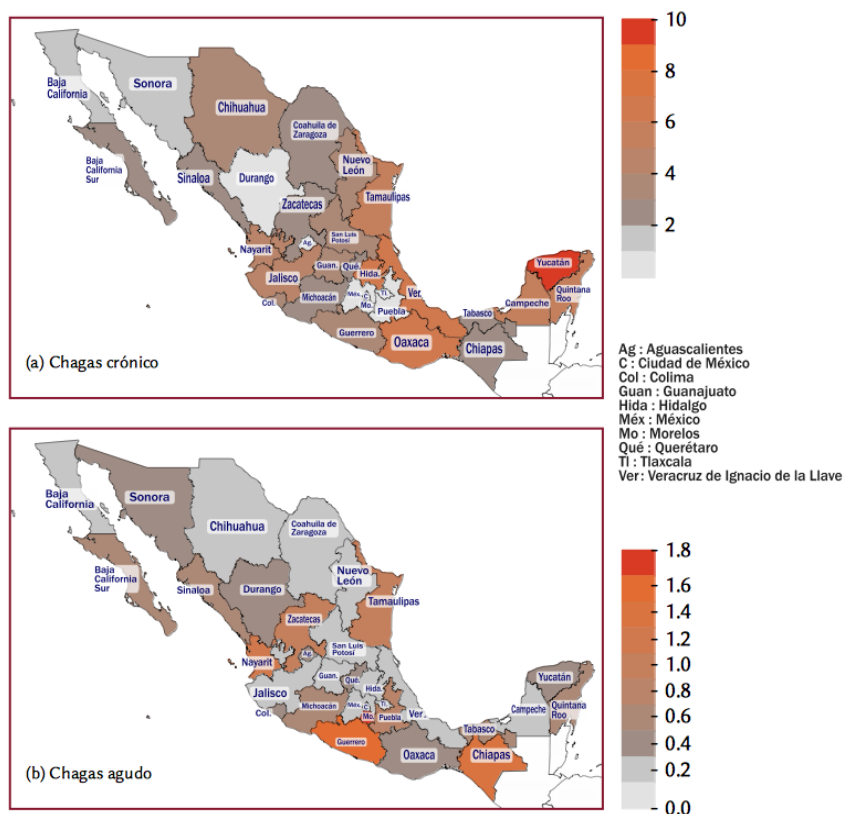 10
8
6
4
2
Baja
California
Sonora
Chihuahua
Coahuila de
Zaragoza
Baja
California
Sur
Sinaloa
Durango
Nuevo
León
Zacatecas
Tamaulipas
Nayarit
Ag.
San Luis
Potosí
Jalisco
Guan.
Qué.
Hida.
Col.
Michoacán
Méx.
C
Mo.
Tl.
Puebla
Ver.
Yucatán
Campeche
Quintana
Roo
Tabasco
Guerrero
Oaxaca
Chiapas
(a) Chagas crónico
Ag : Aguascalientes
C : Ciudad de México
Col : Colima
Guan : Guanajuato
Hida : Hidalgo
Méx : México
Mo : Morelos
Qué : Querétaro
Tl : Tlaxcala
Ver: Veracruz de Ignacio de la Llave
Baja
California
Sonora
Chihuahua
Coahuila de
Zaragoza
Baja
California
Sur
Sinaloa
Durango
Nuevo
León
Zacatecas
Tamaulipas
Nayarit
Ag.
San Luis
Potosí
Jalisco
Guan.
Qué.
Hida.
Col.
Michoacán
Méx.
C
Mo.
Tl.
Puebla
Ver.
Yucatán
Campeche
Quintana
Roo
Tabasco
Guerrero
Oaxaca
Chiapas
(b) Chagas agudo
1.8
1.6
1.4
1.2
1.0
0.8
0.6
0.4
0.2
0.0